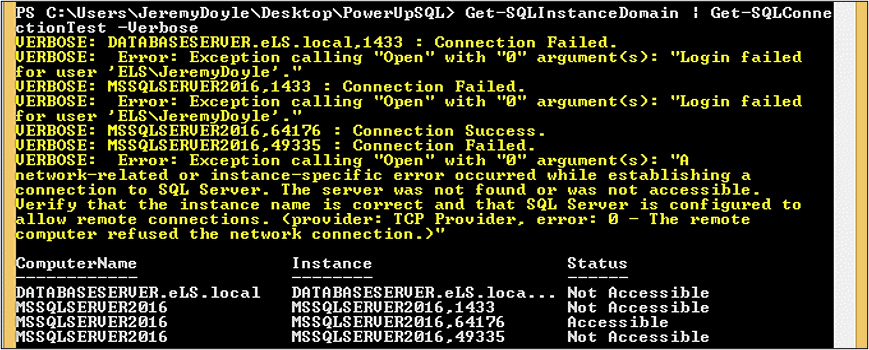 PS C:\Users\JeremyDoyle\Desktop\PowerUpSQL> Get-SQLInstanceDomain | Get-SQLConne
ctionTest -Verbose
VERBOSE: DATABASESERVER.eLS.local,1433 : Connection Failed.
VERBOSE:  Error: Exception calling "Open" with "0" argument(s): "Login failed
for user 'ELS\JeremyDoyle'."
VERBOSE: MSSQLSERVER2016,1433 : Connection Failed.
VERBOSE:  Error: Exception calling "Open" with "0" argument(s): "Login failed
for user 'ELS\JeremyDoyle'."
VERBOSE: MSSQLSERVER2016,64176 : Connection Success.
VERBOSE: MSSQLSERVER2016,49335 : Connection Failed.
VERBOSE:  Error: Exception calling "Open" with "0" argument(s): "A
network-related or instance-specific error occurred while establishing a
connection to SQL Server. The server was not found or was not accessible.
Verify that the instance name is correct and that SQL Server is configured to
allow remote connections. (provider: TCP Provider, error: 0 - The remote
computer refused the network connection.)"
ComputerName Instance Status
------------ -------- ------
DATABASESERVER.eLS.local DATABASESERVER.eLS.loca... Not Accessible
MSSQLSERVER2016 MSSQLSERVER2016,1433 Not Accessible
MSSQLSERVER2016 MSSQLSERVER2016,64176 Accessible
MSSQLSERVER2016 MSSQLSERVER2016,49335 Not Accessible